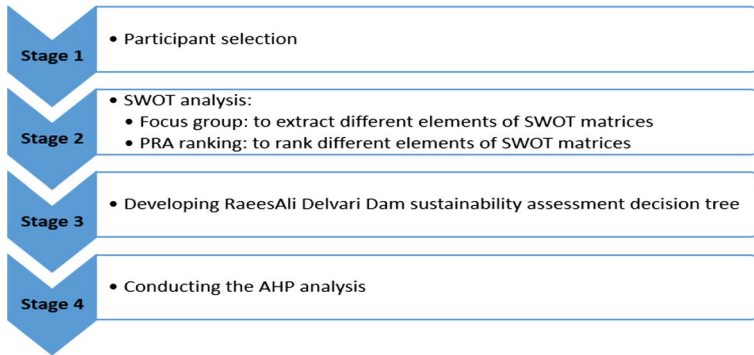 Stage 1
• Participant selection
Stage 2
• SWOT analysis:
• Focus group: to extract different elements of SWOT matrices
• PRA ranking: to rank different elements of SWOT matrices
Stage 3
• Developing RaeesAli Delvari Dam sustainability assessment decision tree
Stage 4
• Conducting the AHP analysis